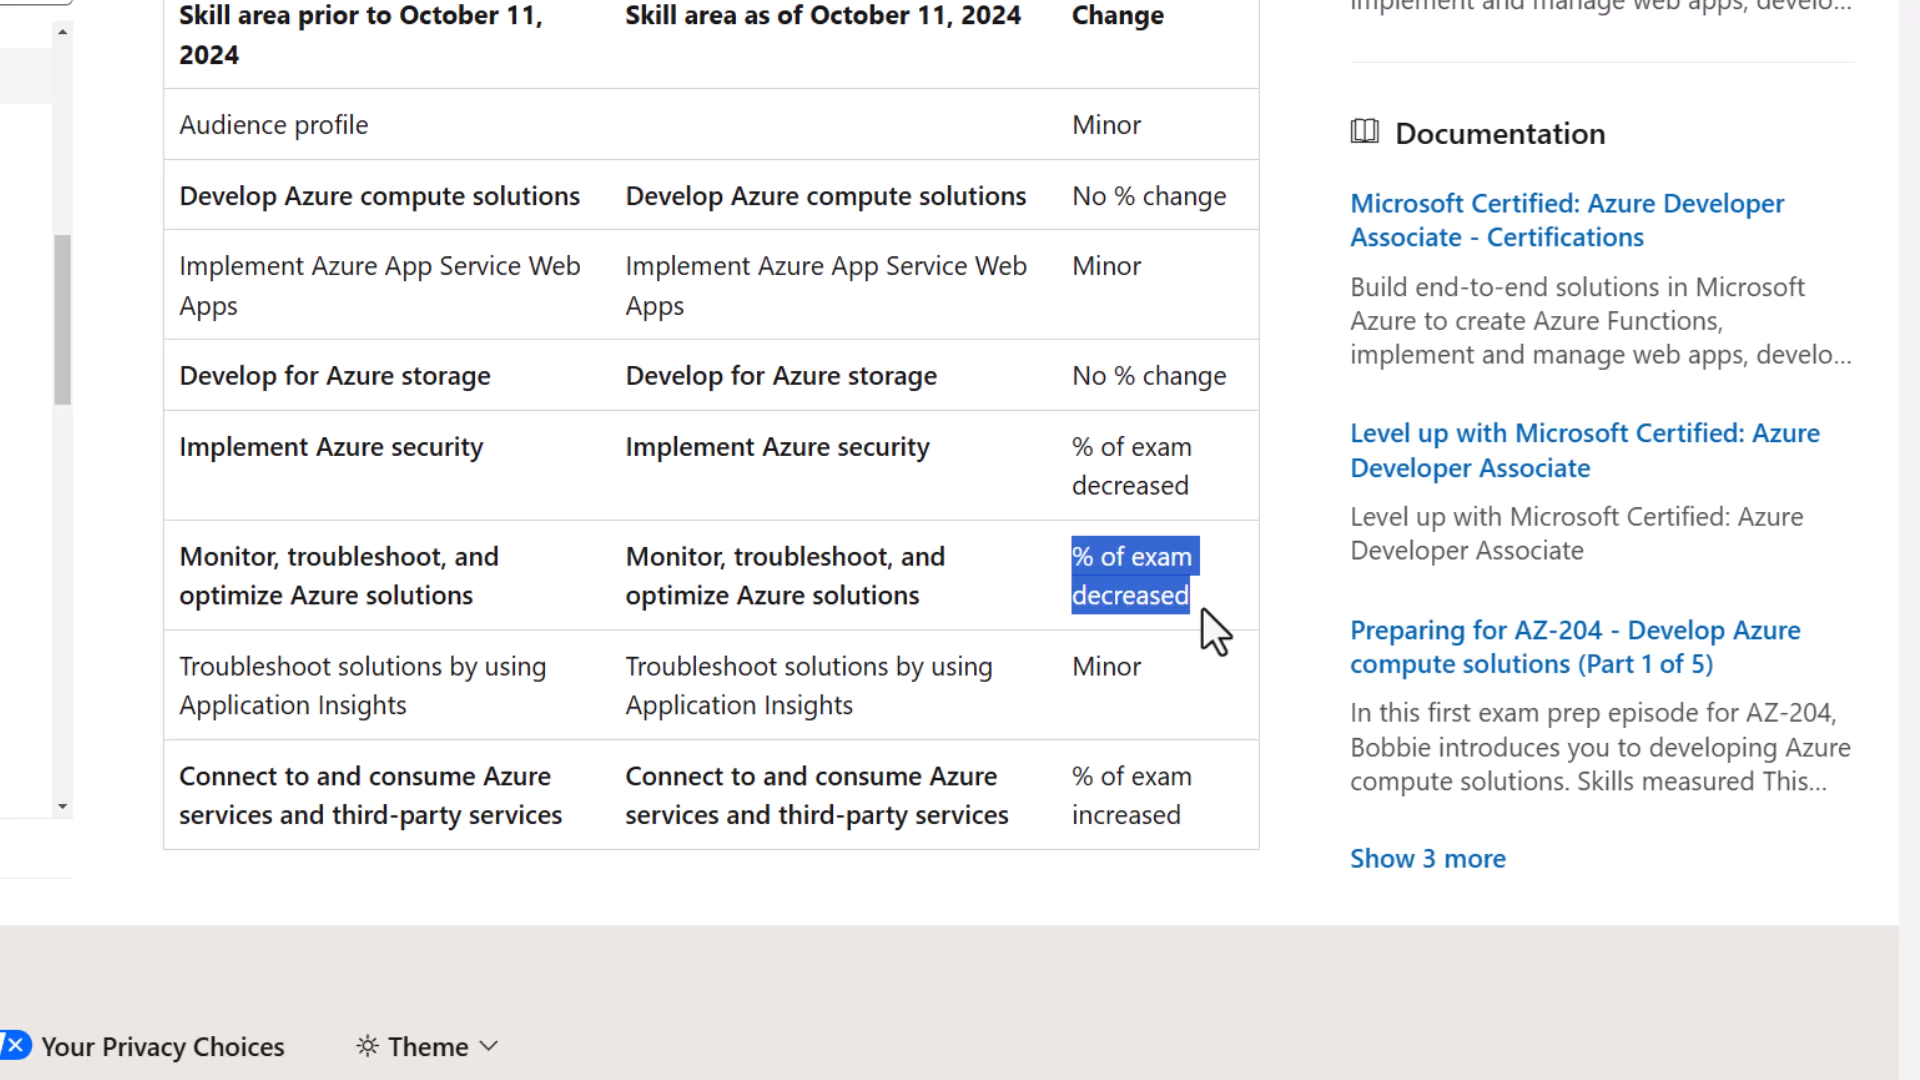 Skill area prior to October 11,
2024
Skill area as of October 11, 2024
Change
Audience profile
Minor
Develop Azure compute solutions
Develop Azure compute solutions
No % change
Implement Azure App Service Web
Apps
Implement Azure App Service Web
Apps
Minor
Develop for Azure storage
Develop for Azure storage
No % change
Implement Azure security
Implement Azure security
% of exam
decreased
Monitor, troubleshoot, and
optimize Azure solutions
Monitor, troubleshoot, and
optimize Azure solutions
% of exam
decreased
Troubleshoot solutions by using
Application Insights
Troubleshoot solutions by using
Application Insights
Minor
Connect to and consume Azure
services and third-party services
Connect to and consume Azure
services and third-party services
% of exam
increased
implement and manage web apps, develo...
Documentation
Microsoft Certified: Azure Developer
Associate - Certifications
Build end-to-end solutions in Microsoft
Azure to create Azure Functions,
implement and manage web apps, develo...
Level up with Microsoft Certified: Azure
Developer Associate
Level up with Microsoft Certified: Azure
Developer Associate
Preparing for AZ-204 - Develop Azure
compute solutions (Part 1 of 5)
In this first exam prep episode for AZ-204,
Bobbie introduces you to developing Azure
compute solutions. Skills measured This...
Show 3 more
Your Privacy Choices
Theme